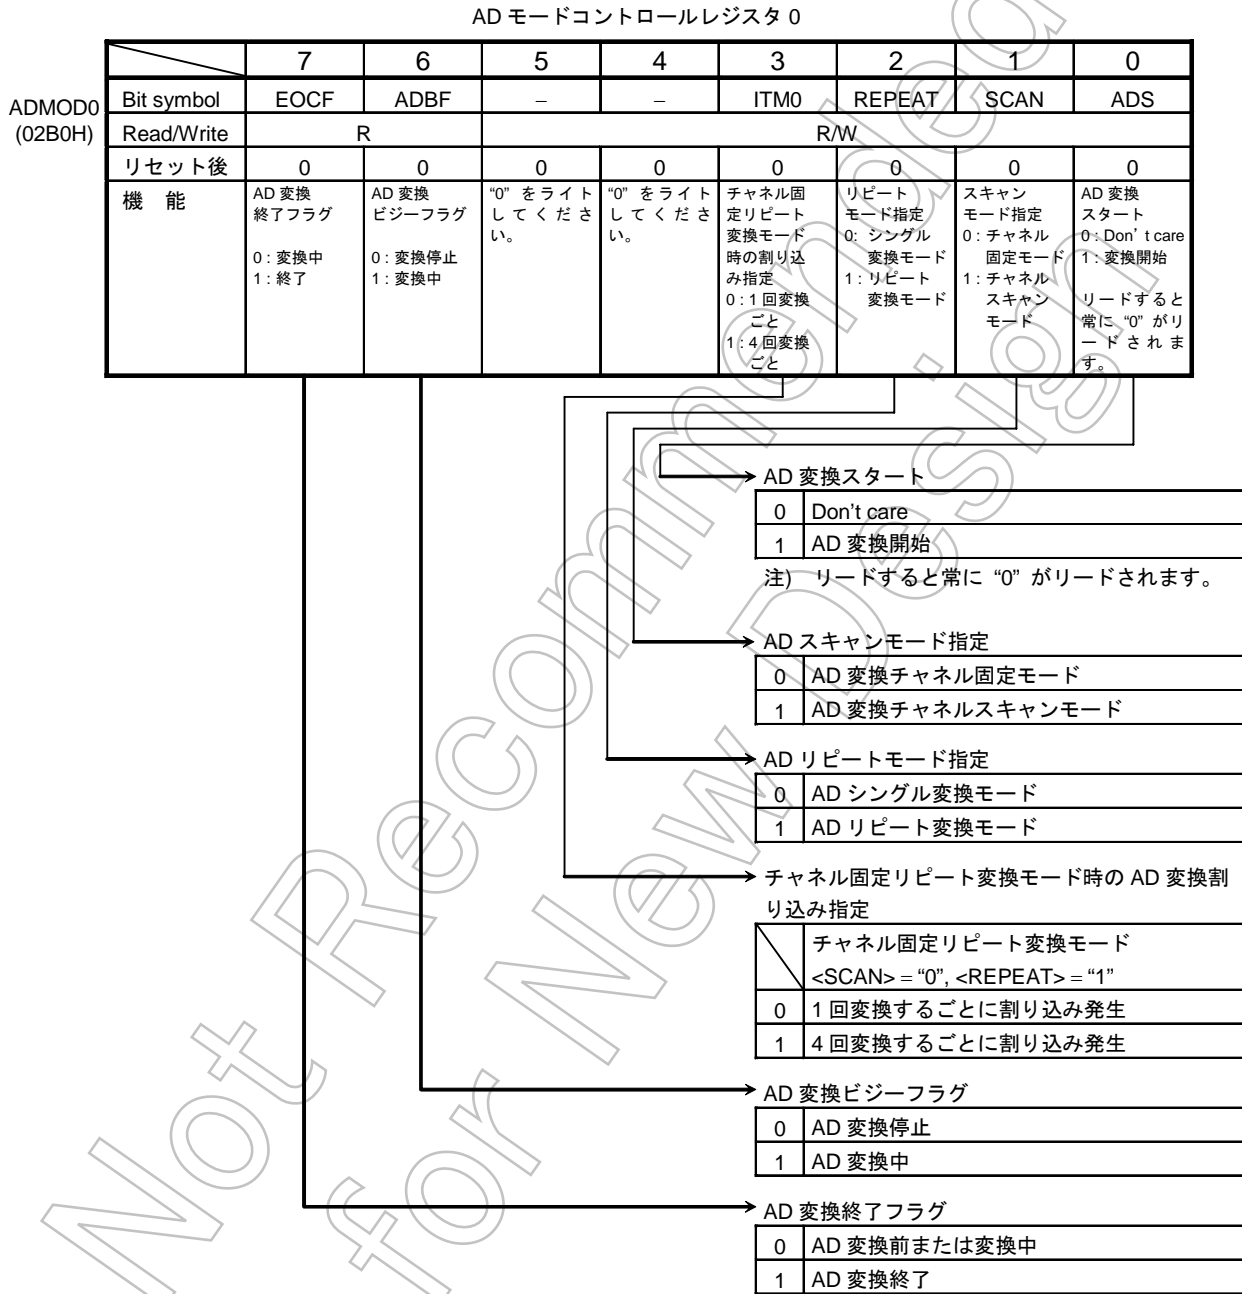 AD モードコントロールレジスタ 0
7 6 5 4 3 2 1 0
ADMOD0
(02B0H)
Bit symbol EOCF ADBF − − ITM0 REPEAT SCAN ADS
Read/Write R R/W
リセット後 0 0 0 0 0 0 0 0
機 能
AD 変換
終了フラグ
0 : 変換中
1 : 終了
AD 変換
ビジーフラグ
0 : 変換停止
1 : 変換中
“0” をライト
してくださ
い。
“0” をライト
してくださ
い。
チャネル固
定リピート
変換モード
時の割り込
み指定
0 : 1 回変換
ごと
1 : 4 回変換
ごと
リピート
モード指定
0: シングル
変換モード
1 : リピート
変換モード
スキャン
モード指定
0 : チャネル
固定モード
1 : チャネル
スキャン
モード
AD 変換
スタート
0 : Don’t care
1 : 変換開始
リードすると
常に “0” がリ
ードされま
す。
AD 変換スタート
0 Don't care
1 AD 変換開始
注) リードすると常に “0” がリードされます。
AD スキャンモード指定
0 AD 変換チャネル固定モード
1 AD 変換チャネルスキャンモード
AD リピートモード指定
0 AD シングル変換モード
1 AD リピート変換モード
チャネル固定リピート変換モード時の AD 変換割
り込み指定
チャネル固定リピート変換モード
<SCAN> = “0”, <REPEAT> = “1”
0 1 回変換するごとに割り込み発生
1 4 回変換するごとに割り込み発生
AD 変換ビジーフラグ
0 AD 変換停止
1 AD 変換中
AD 変換終了フラグ
0 AD 変換前または変換中
1 AD 変換終了
Not Recommended
for New Design